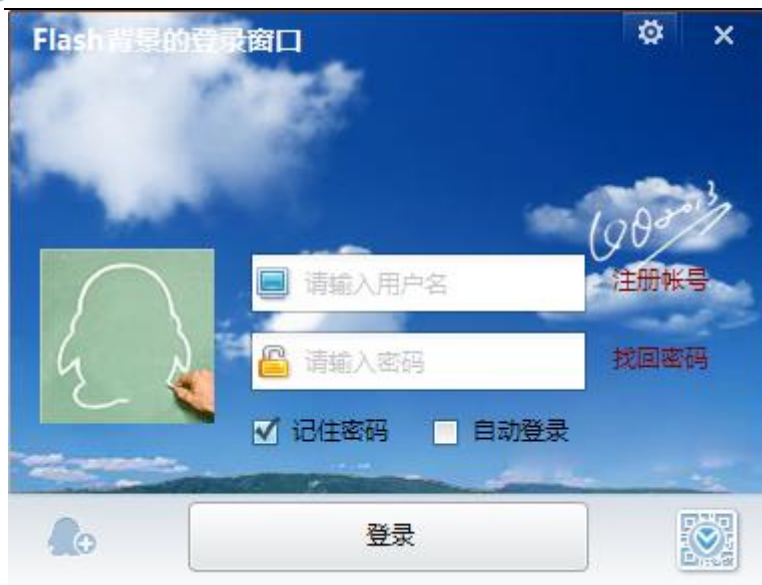 Flash背景的登录窗口
QQ2013
请输入用户名
注册帐号
请输入密码
找回密码
记住密码
自动登录
登录